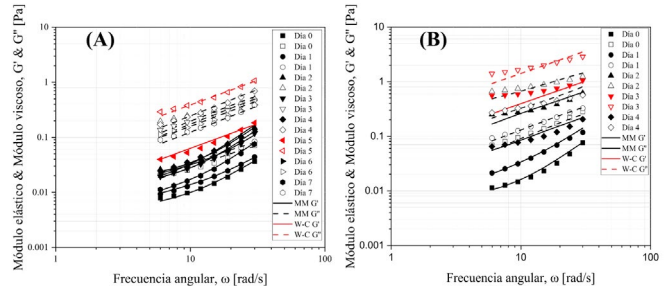 (A)
Módulo elástico & Módulo viscoso, G' & G" [Pa]
10
1
0.1
0.01
0.001
1
10
100
Frecuencia angular, ω [rad/s]
Día 0
Día 0
Día 1
Día 1
Día 2
Día 2
Día 3
Día 3
Día 4
Día 4
Día 5
Día 5
Día 6
Día 6
Día 7
Día 7
MM G'
MM G"
W-C G'
W-C G"
(B)
Módulo elástico & Módulo viscoso, G' & G" [Pa]
10
1
0.1
0.01
0.001
1
10
100
Frecuencia angular, ω [rad/s]
Día 0
Día 0
Día 1
Día 1
Día 2
Día 2
Día 3
Día 3
Día 4
Día 4
MM G'
MM G"
W-C G'
W-C G"